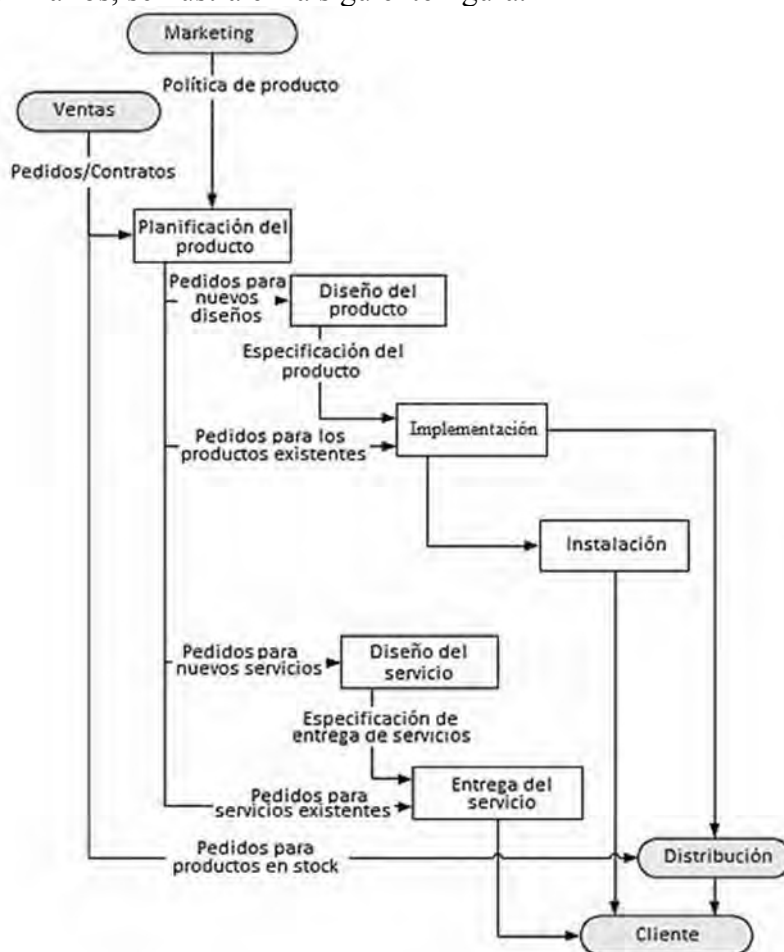 Marketing
Política de producto
Ventas
Pedidos/Contratos
Planificación del
producto
Pedidos para
nuevos
diseños
Diseño del
producto
Especificación del
producto
Implementación
Pedidos para los
productos existentes
Instalación
Pedidos para
nuevos servicios
Diseño del
servicio
Especificación de
entrega de servicios
Entrega del
servicio
Pedidos para
servicios existentes
Pedidos para
productos en stock
Distribución
Cliente